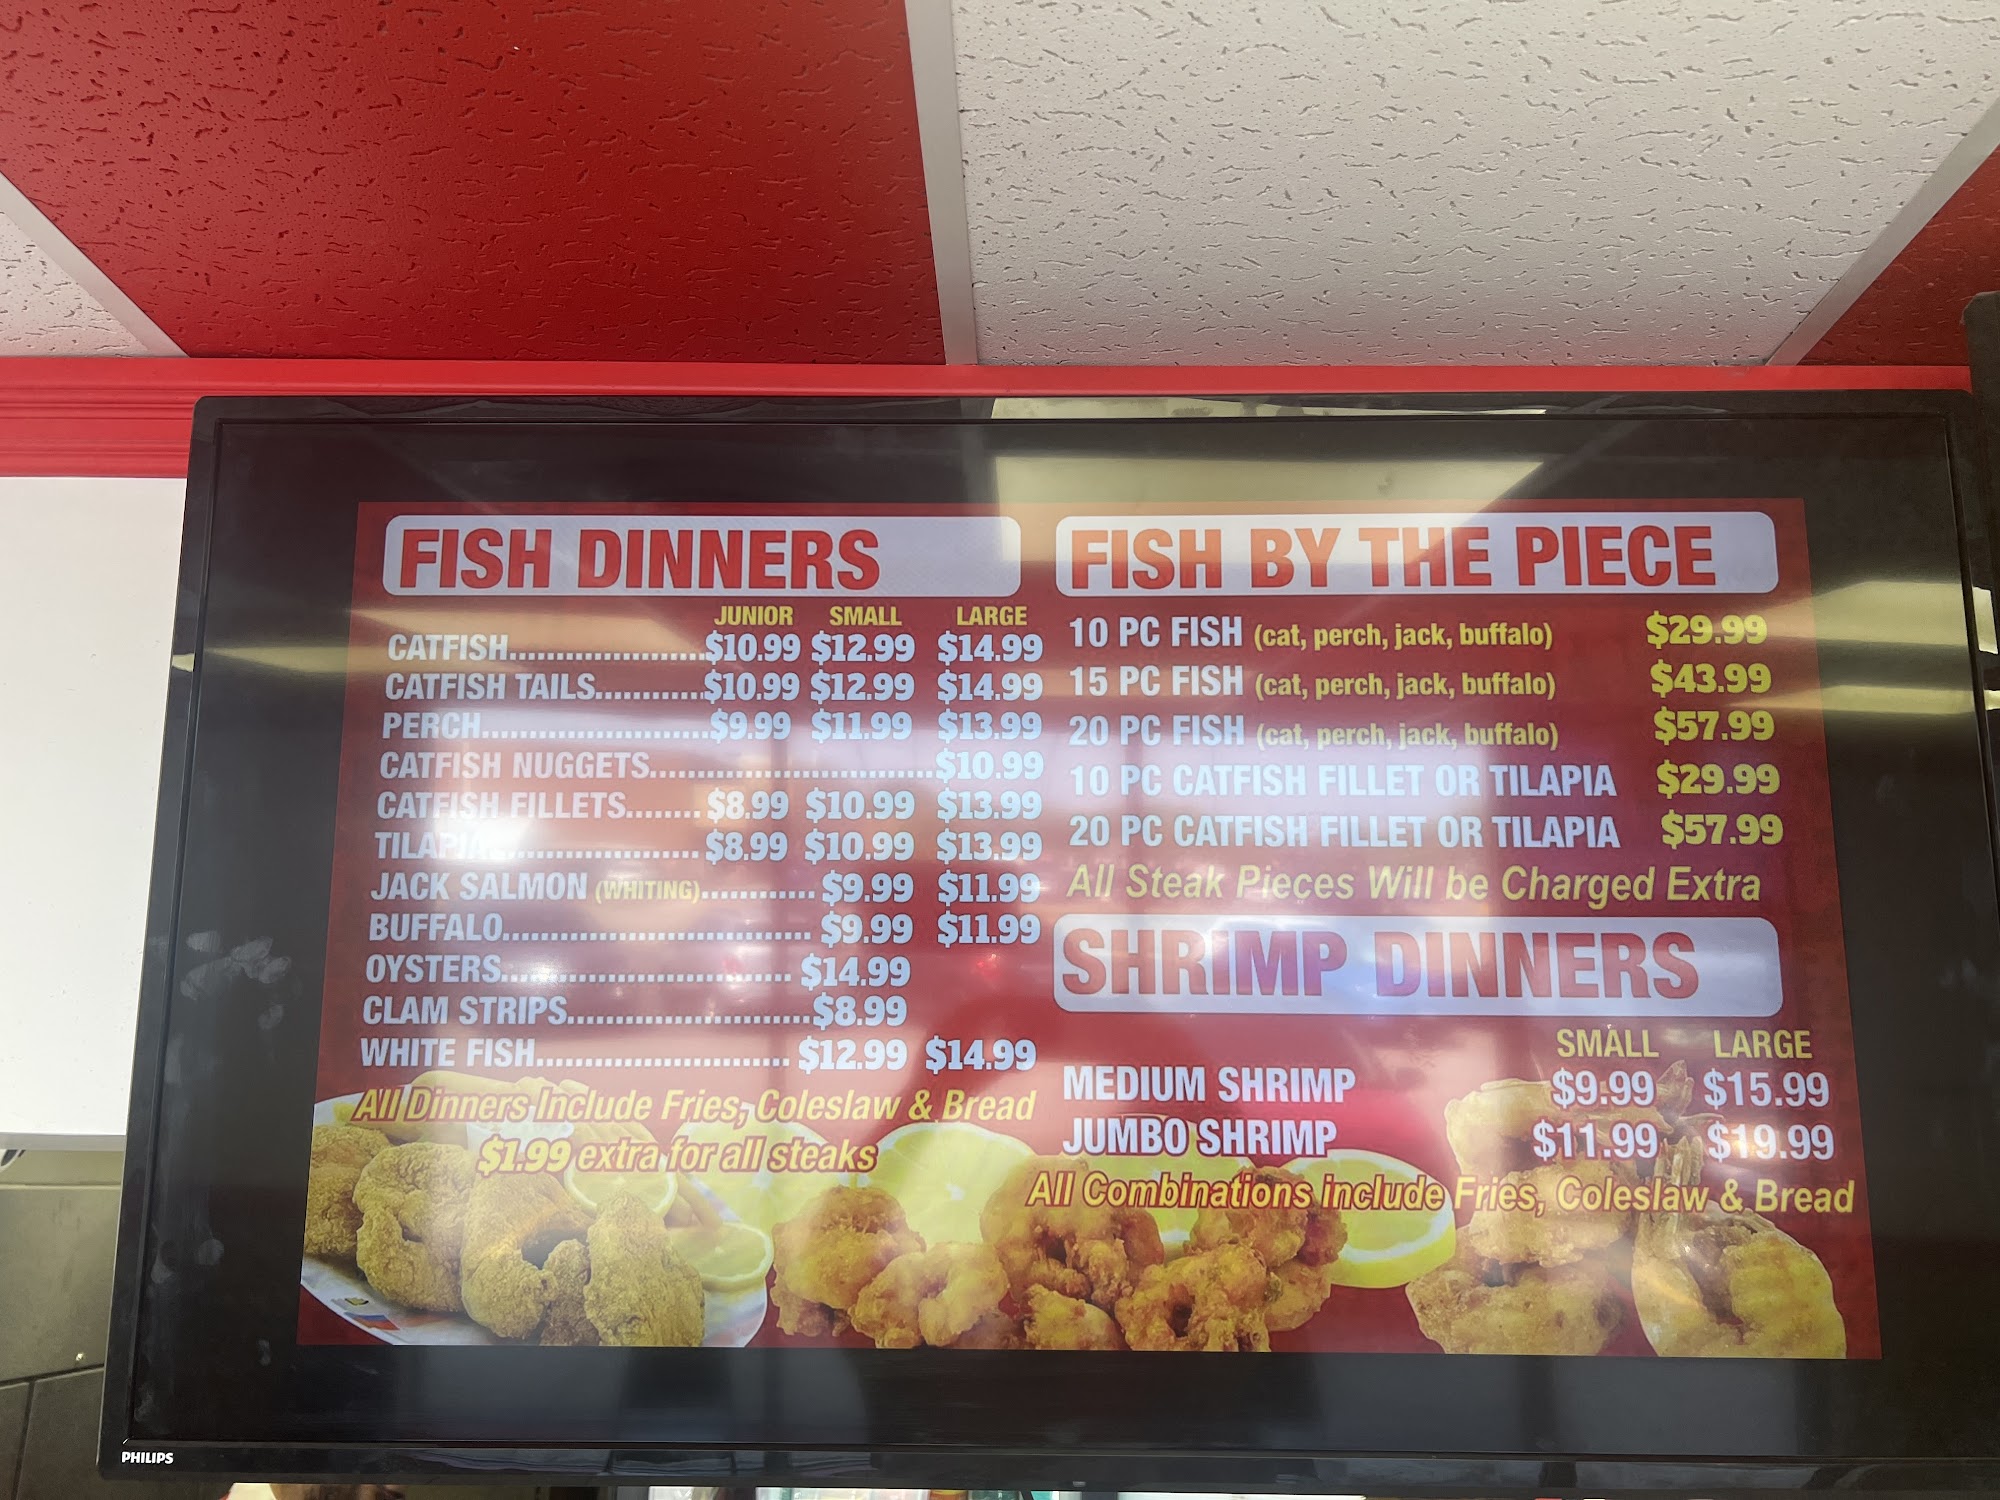 FISH DINNERS
JUNIOR SMALL LARGE
CATFISH.....................$10.99 $12.99 $14.99
CATFISH TAILS............$10.99 $12.99 $14.99
PERCH........................$9.99 $11.99 $13.99
CATFISH NUGGETS..............................$10.99
CATFISH FILLETS........$8.99 $10.99 $13.99
TILAPIA.......................$8.99 $10.99 $13.99
JACK SALMON (WHITING)............$9.99 $11.99
BUFFALO.................................$9.99 $11.99
OYSTERS...............................$14.99
CLAM STRIPS.........................$8.99
WHITE FISH...........................$12.99 $14.99
All Dinners Include Fries, Coleslaw & Bread
$1.99 extra for all steaks
FISH BY THE PIECE
10 PC FISH (cat, perch, jack, buffalo) $29.99
15 PC FISH (cat, perch, jack, buffalo) $43.99
20 PC FISH (cat, perch, jack, buffalo) $57.99
10 PC CATFISH FILLET OR TILAPIA $29.99
20 PC CATFISH FILLET OR TILAPIA $57.99
All Steak Pieces Will be Charged Extra
SHRIMP DINNERS
SMALL LARGE
MEDIUM SHRIMP $9.99 $15.99
JUMBO SHRIMP $11.99 $19.99
All Combinations include Fries, Coleslaw & Bread
PHILIPS